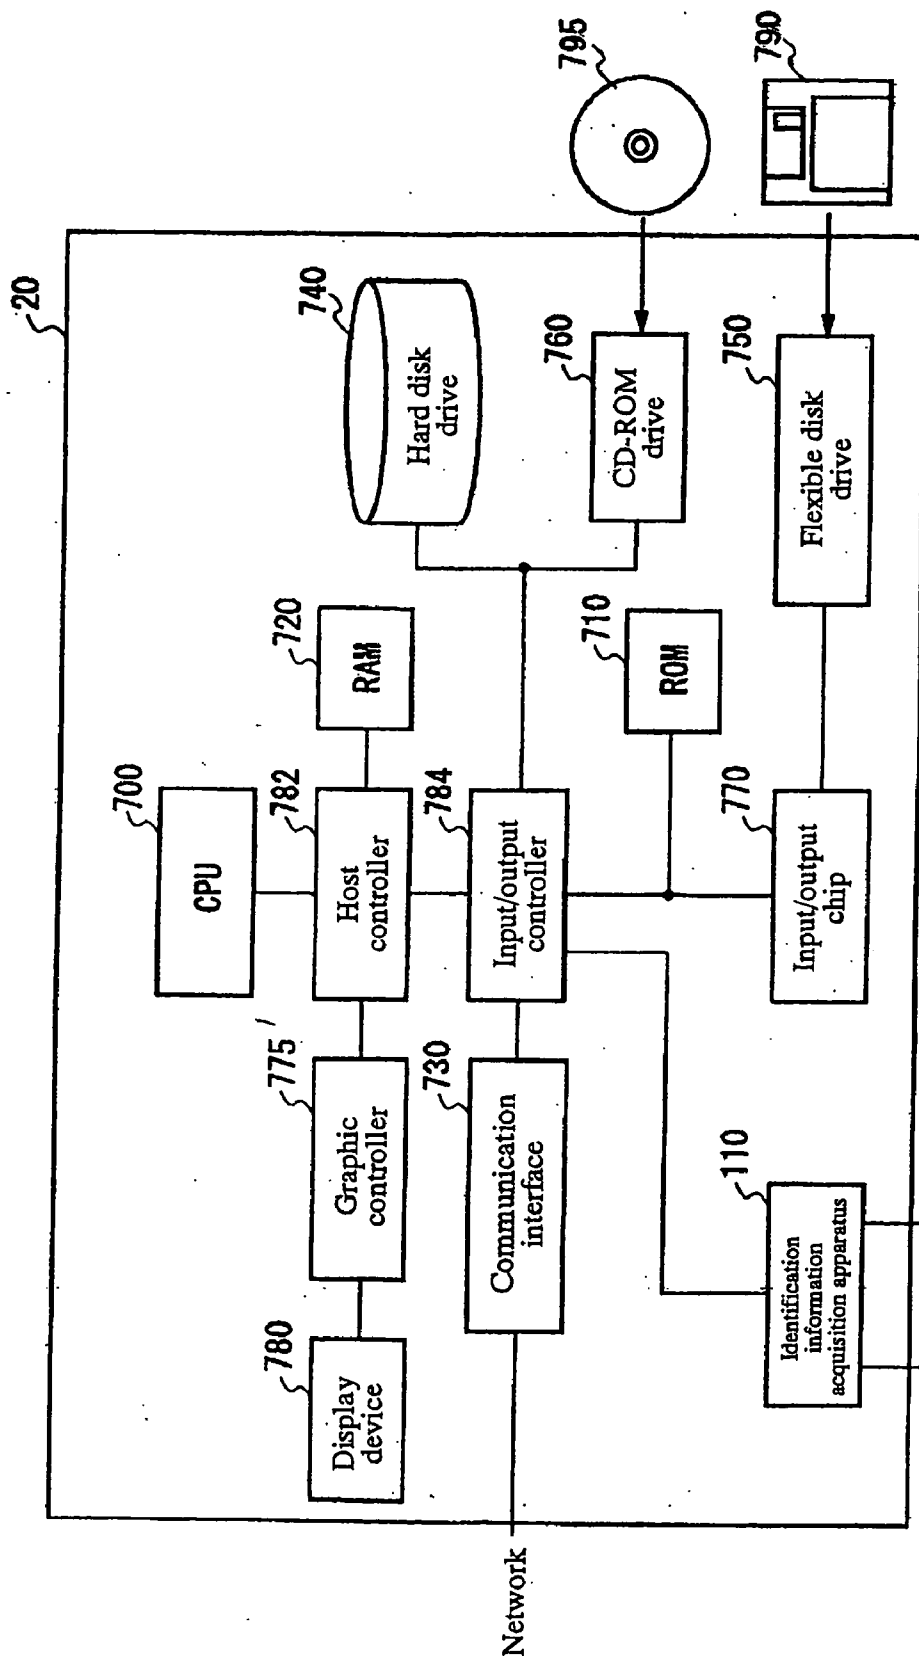 20
700
CPU
795
790
740
Hard disk
drive
720
RAM
782
Host
controller
775
Graphic
controller
780
Display
device
760
CD-ROM
drive
784
Input/output
controller
730
Communication
interface
Network
710
ROM
750
Flexible disk
drive
770
Input/output
chip
110
Identification
information
acquisition apparatus